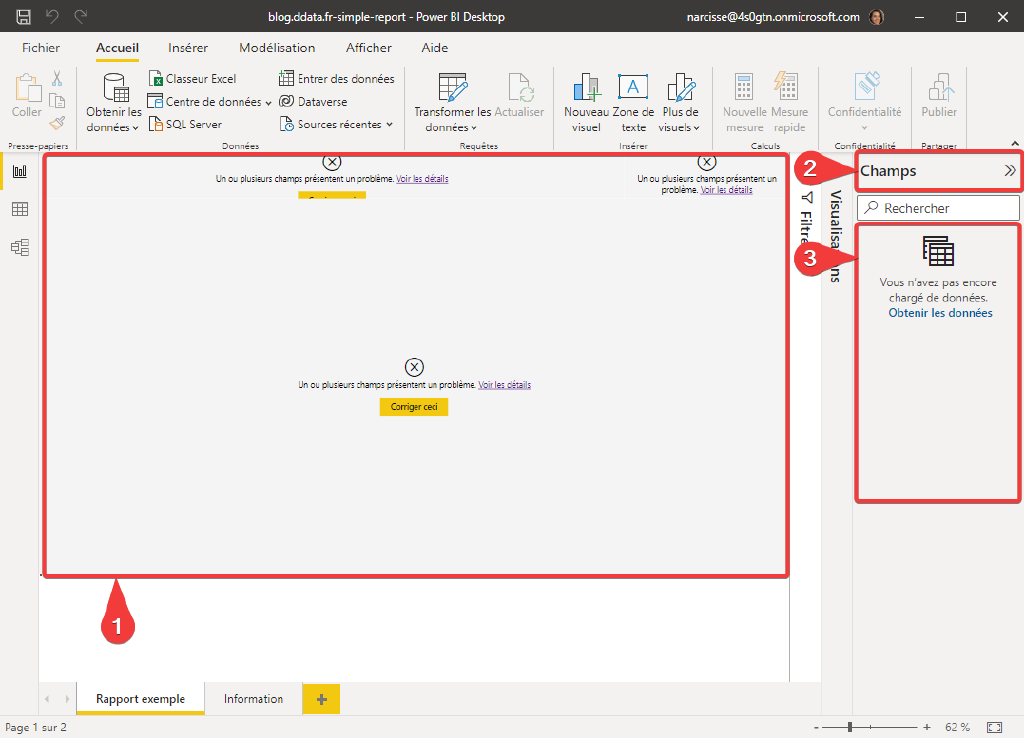 blog.ddata.fr-simple-report - Power BI Desktop
narcisse@4s0gtn.onmicrosoft.com
Fichier Accueil Insérer Modélisation Afficher Aide
Coller
Presse-papiers
Obtenir les
données
Classeur Excel
Centre de données
SQL Server
Entrer des données
Dataverse
Sources récentes
Données
Transformer les
données
Actualiser
Requêtes
Nouveau
visuel
Zone de
texte
Plus de
visuels
Insérer
Nouvelle
mesure
Mesure
rapide
Calculs
Confidentialité
Confidentialité
Publier
Partager
Un ou plusieurs champs présentent un problème. Voir les détails
Un ou plusieurs champs présentent un
problème. Voir les détails
Un ou plusieurs champs présentent un problème. Voir les détails
Corriger ceci
1
Filtre
Visualisa ns
2
Champs
Rechercher
3
Vous n'avez pas encore
chargé de données.
Obtenir les données
Rapport exemple
Information
+
Page 1 sur 2
- + 62 %